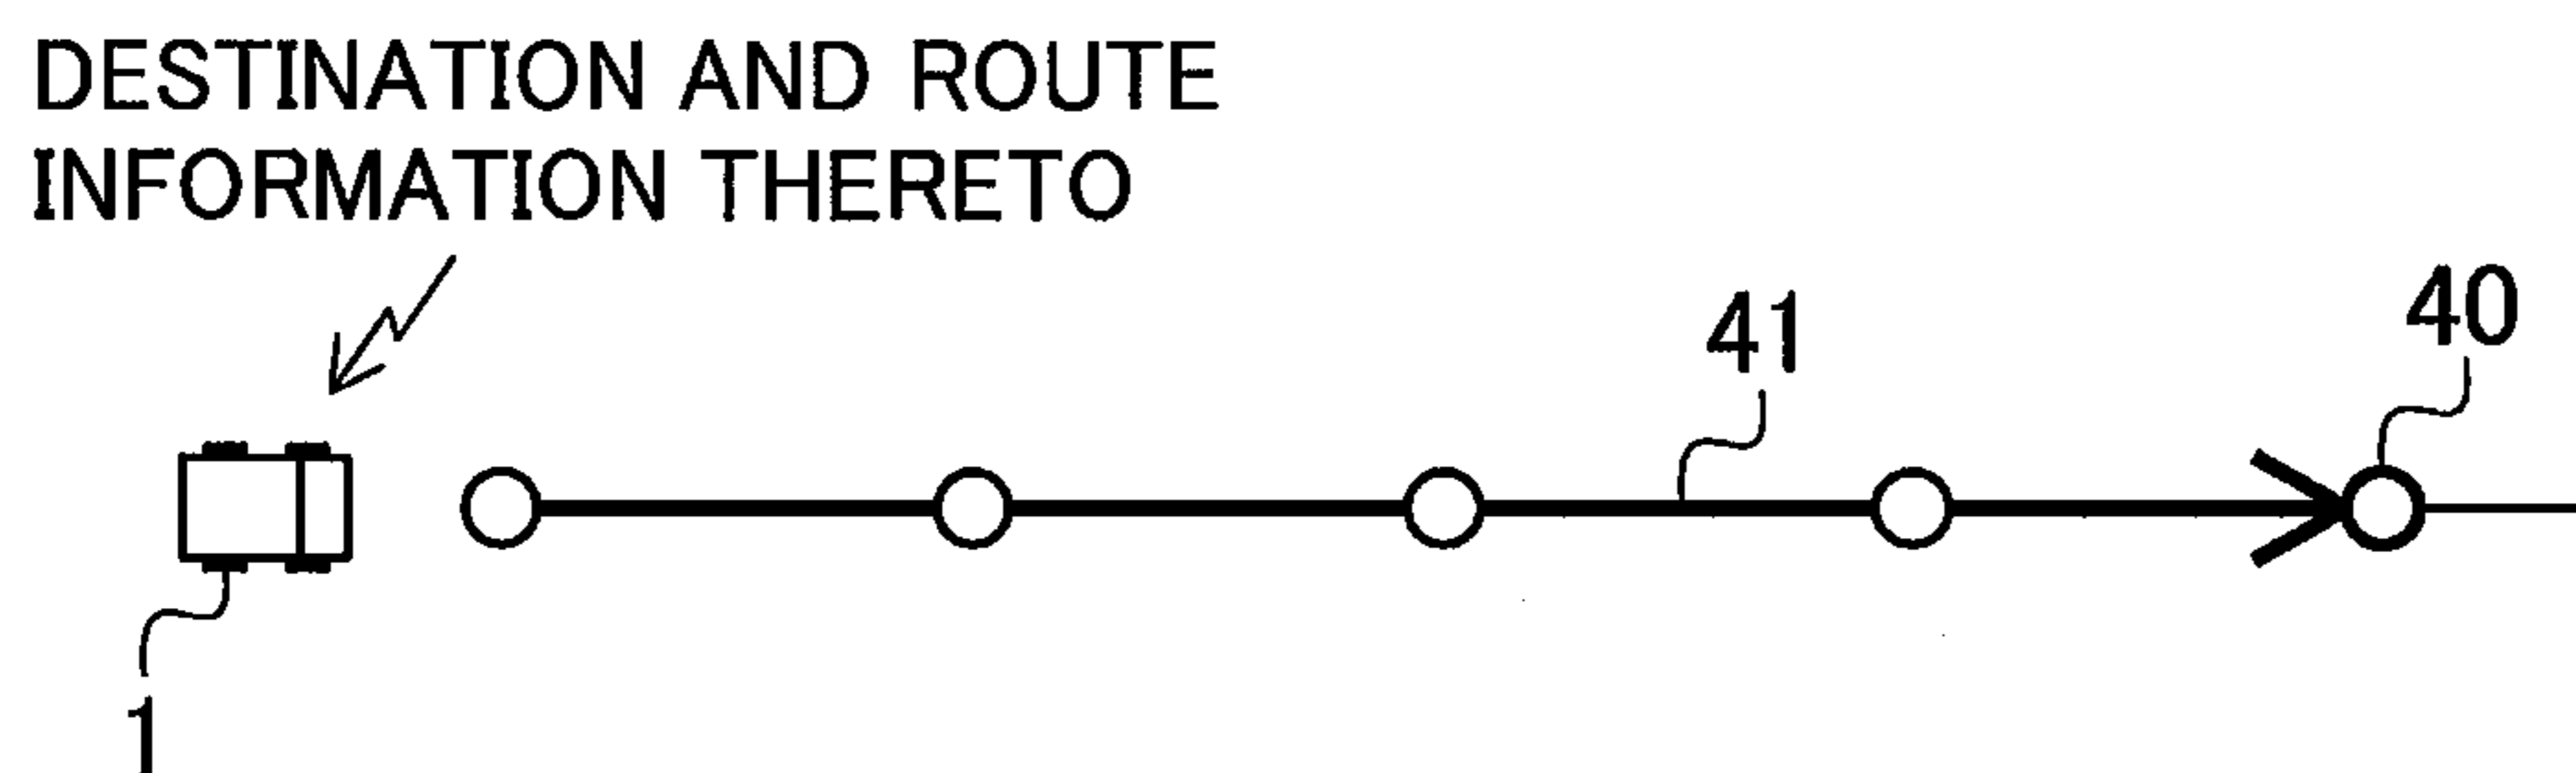 DESTINATION AND ROUTE
INFORMATION THERETO
41
40
1